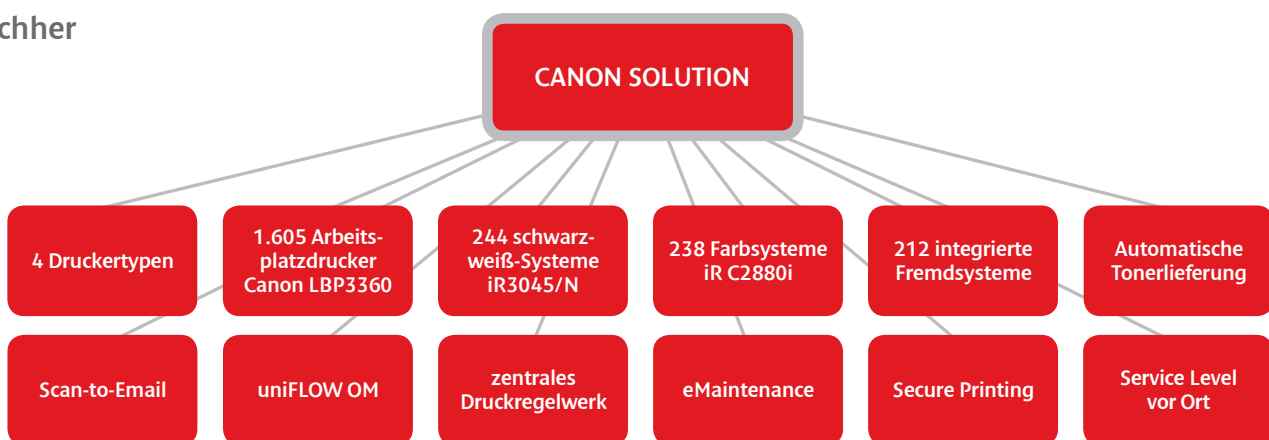 chher
CANON SOLUTION
4 Druckertypen
1.605 Arbeits-
platzdrucker
Canon LBP3360
244 schwarz-
weiß-Systeme
iR3045/N
238 Farbsysteme
iR C2880i
212 integrierte
Fremdsysteme
Automatische
Tonerlieferung
Scan-to-Email
uniFLOW OM
zentrales
Druckregelwerk
eMaintenance
Secure Printing
Service Level
vor Ort